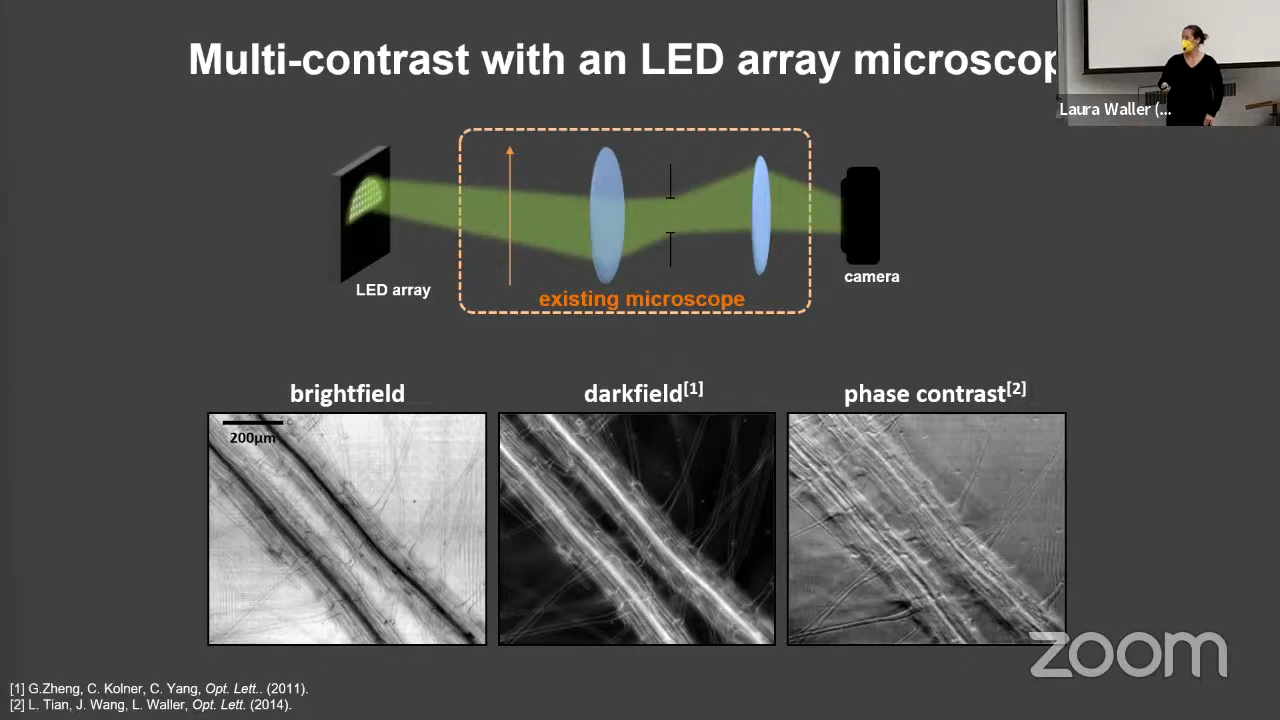 Multi-contrast with an LED array microscop
Laura Waller (...
LED array
existing microscope
camera
brightfield
darkfield[1]
phase contrast[2]
200μm
zoom
[1] G.Zheng, C. Kolner, C. Yang, Opt. Lett.. (2011).
[2] L. Tian, J. Wang, L. Waller, Opt. Lett. (2014).